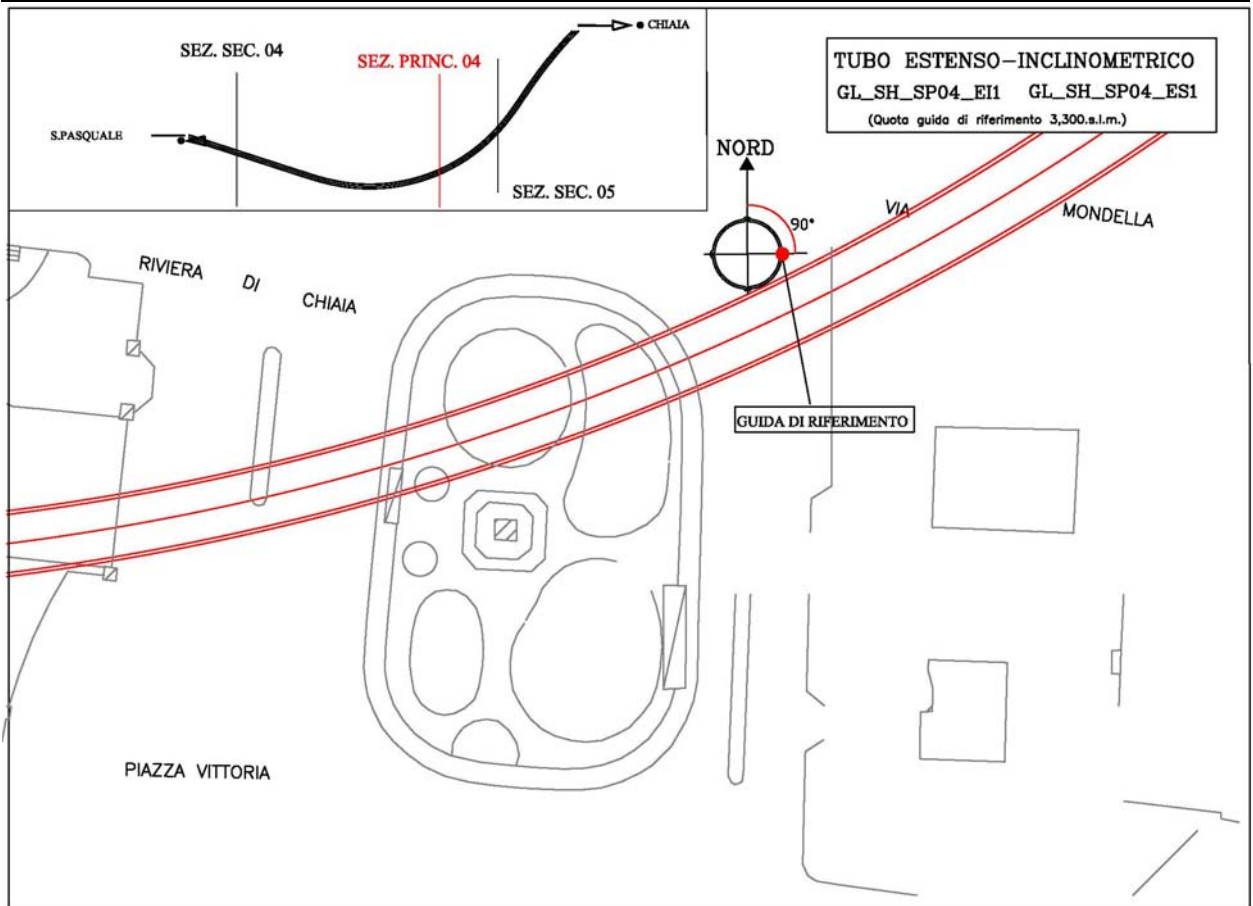 CHIAIA
SEZ. SEC. 04
SEZ. PRINC. 04
S.PASQUALE
SEZ. SEC. 05
TUBO ESTENSO-INCLINOMETRICO
GL_SH_SP04_EI1 GL_SH_SP04_ES1
(Quota guida di riferimento 3,300.s.l.m.)
NORD
90°
VIA
MONDELLA
RIVIERA DI CHIAIA
GUIDA DI RIFERIMENTO
PIAZZA VITTORIA